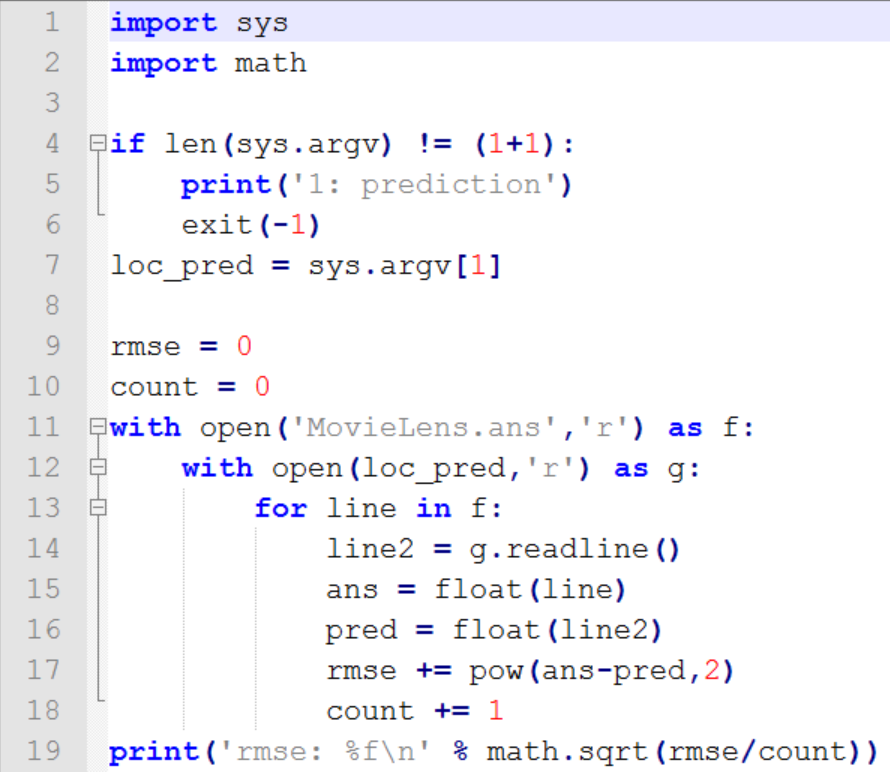 1 import sys
2 import math
3
4 if len(sys.argv) != (1+1):
5     print('1: prediction')
6     exit(-1)
7 loc_pred = sys.argv[1]
8
9 rmse = 0
10 count = 0
11 with open('MovieLens.ans','r') as f:
12     with open(loc_pred,'r') as g:
13         for line in f:
14             line2 = g.readline()
15             ans = float(line)
16             pred = float(line2)
17             rmse += pow(ans-pred,2)
18             count += 1
19 print('rmse: %f\n' % math.sqrt(rmse/count))